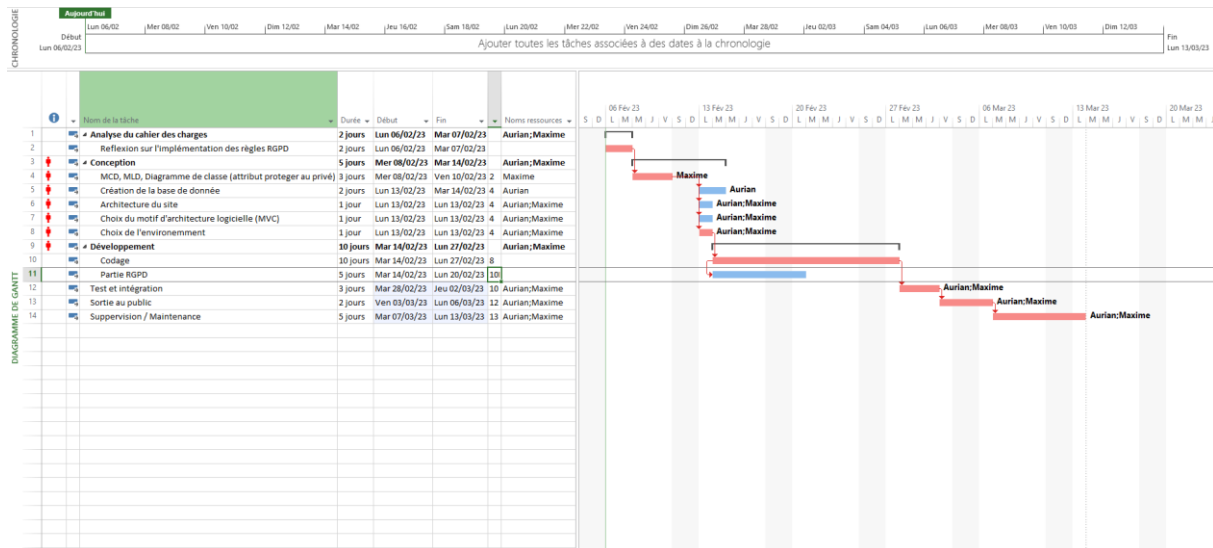 CHRONOLOGIE
Aujourd'hui
Lun 06/02 Mer 08/02 Ven 10/02 Dim 12/02 Mar 14/02 Jeu 16/02 Sam 18/02 Lun 20/02 Mer 22/02 Ven 24/02 Dim 26/02 Mar 28/02 Jeu 02/03 Sam 04/03 Lun 06/03 Mer 08/03 Ven 10/03 Dim 12/03
Début
Lun 06/02/23
Ajouter toutes les tâches associées à des dates à la chronologie
Fin
Lun 13/03/23
DIAGRAMME DE GANTT
06 Fév 23 13 Fév 23 20 Fév 23 27 Fév 23 06 Mar 23 13 Mar 23 20 Mar 23
Nom de la tâche Durée Début Fin Noms ressources S D L M M J V S D L M M J V S D L M M J V S D L M M J V S D L M M J V S D L M M J V S D L M M J
1 Analyse du cahier des charges 2 jours Lun 06/02/23 Mar 07/02/23 Aurian;Maxime
2 Reflexion sur l'implémentation des règles RGPD 2 jours Lun 06/02/23 Mar 07/02/23
3 Conception 5 jours Mer 08/02/23 Mar 14/02/23 Aurian;Maxime
4 MCD, MLD, Diagramme de classe (attribut proteger au privé) 3 jours Mer 08/02/23 Ven 10/02/23 2 Maxime Maxime
5 Création de la base de donnée 2 jours Lun 13/02/23 Mar 14/02/23 4 Aurian Aurian
6 Architecture du site 1 jour Lun 13/02/23 Lun 13/02/23 4 Aurian;Maxime Aurian;Maxime
7 Choix du motif d'architecture logicielle (MVC) 1 jour Lun 13/02/23 Lun 13/02/23 4 Aurian;Maxime Aurian;Maxime
8 Choix de l'environemment 1 jour Lun 13/02/23 Lun 13/02/23 4 Aurian;Maxime Aurian;Maxime
9 Développement 10 jours Mar 14/02/23 Lun 27/02/23 Aurian;Maxime
10 Codage 10 jours Mar 14/02/23 Lun 27/02/23 8
11 Partie RGPD 5 jours Mar 14/02/23 Lun 20/02/23 10
12 Test et intégration 3 jours Mar 28/02/23 Jeu 02/03/23 10 Aurian;Maxime Aurian;Maxime
13 Sortie au public 2 jours Ven 03/03/23 Lun 06/03/23 12 Aurian;Maxime Aurian;Maxime
14 Suppervision / Maintenance 5 jours Mar 07/03/23 Lun 13/03/23 13 Aurian;Maxime Aurian;Maxime